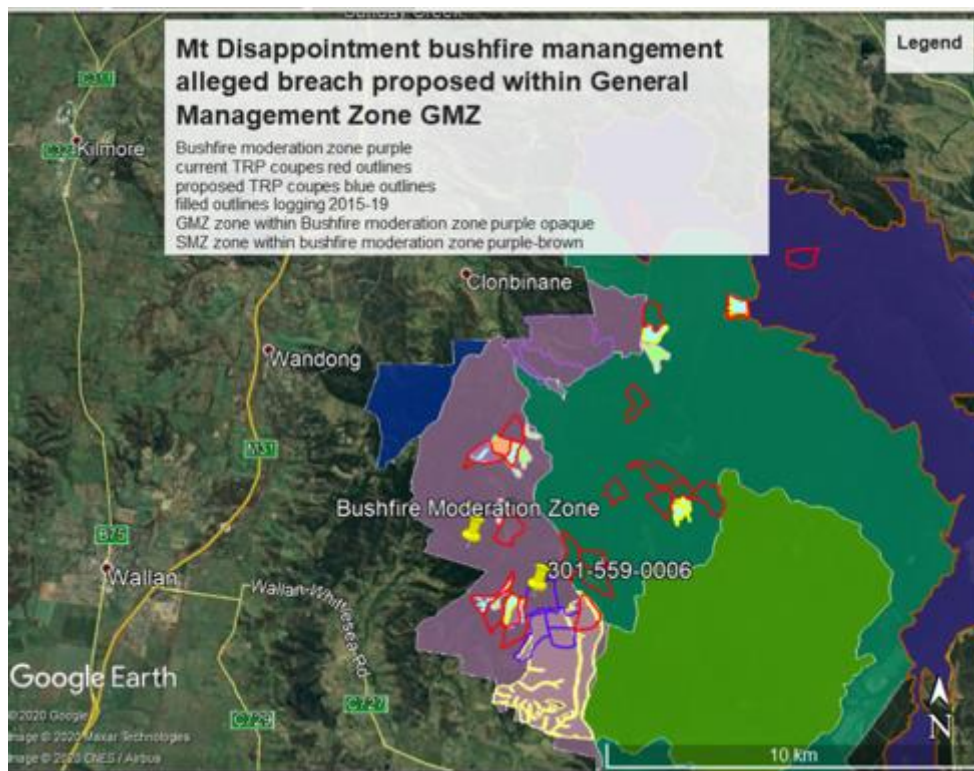 Sunday Creek
Legend
Mt Disappointment bushfire manangement
alleged breach proposed within General
Management Zone GMZ
Bushfire moderation zone purple
current TRP coupes red outlines
proposed TRP coupes blue outlines
filled outlines logging 2015-19
GMZ zone within Bushfire moderation zone purple opaque
SMZ zone within bushfire moderation zone purple-brown
Kilmore
Clonbinane
Wandong
M31
Bushfire Moderation Zone
B75
301-559-0006
Wallan
Wallan-Whittlesea Rd
Google Earth
C727
C729
©2020 Google
Image © 2020 Maxar Technologies
Image © 2020 CNES / Airbus
N
10 km